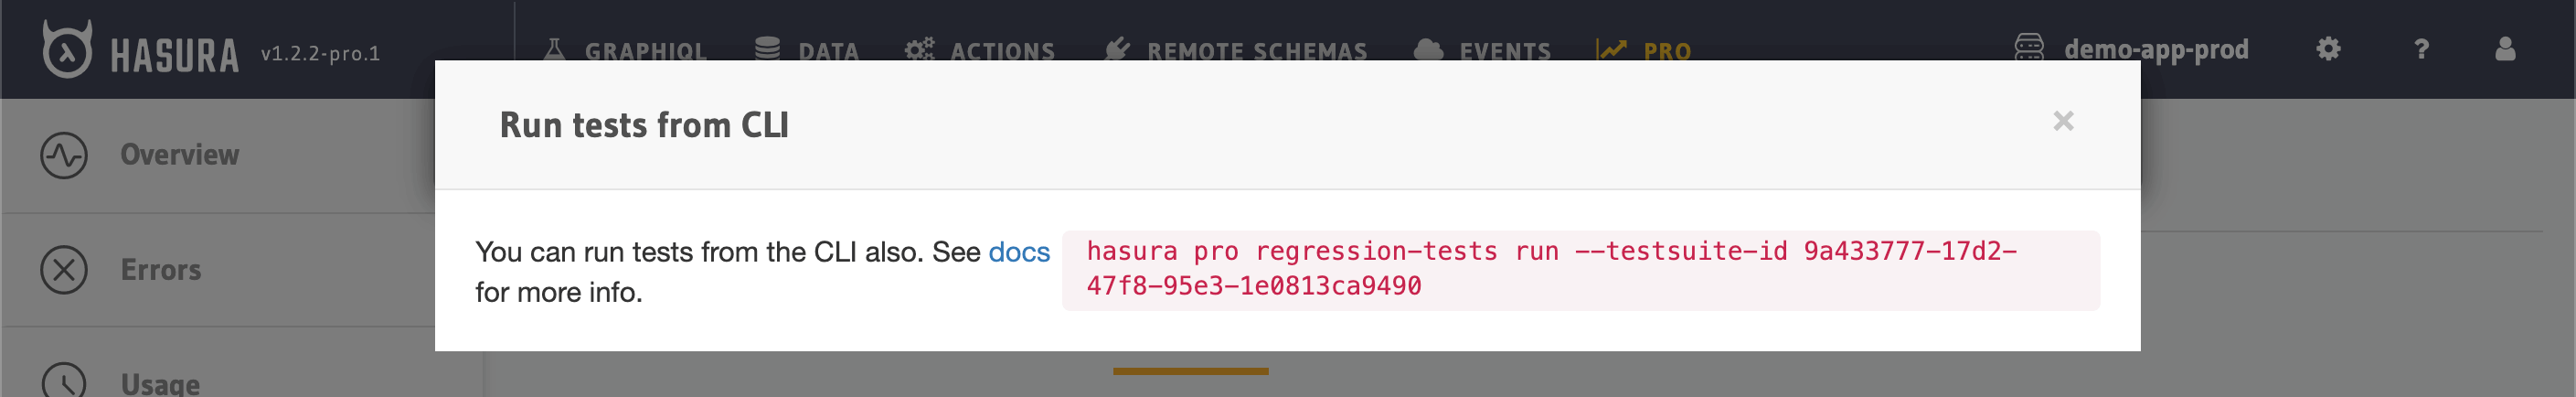 HASURA v1.2.2-pro.1 GRAPHIQL DATA ACTIONS REMOTE SCHEMAS EVENTS PRO demo-app-prod ?
Run tests from CLI ×
Overview
You can run tests from the CLI also. See docs
for more info.
hasura pro regression-tests run --testsuite-id 9a433777-17d2-
47f8-95e3-1e0813ca9490
Errors
Usage